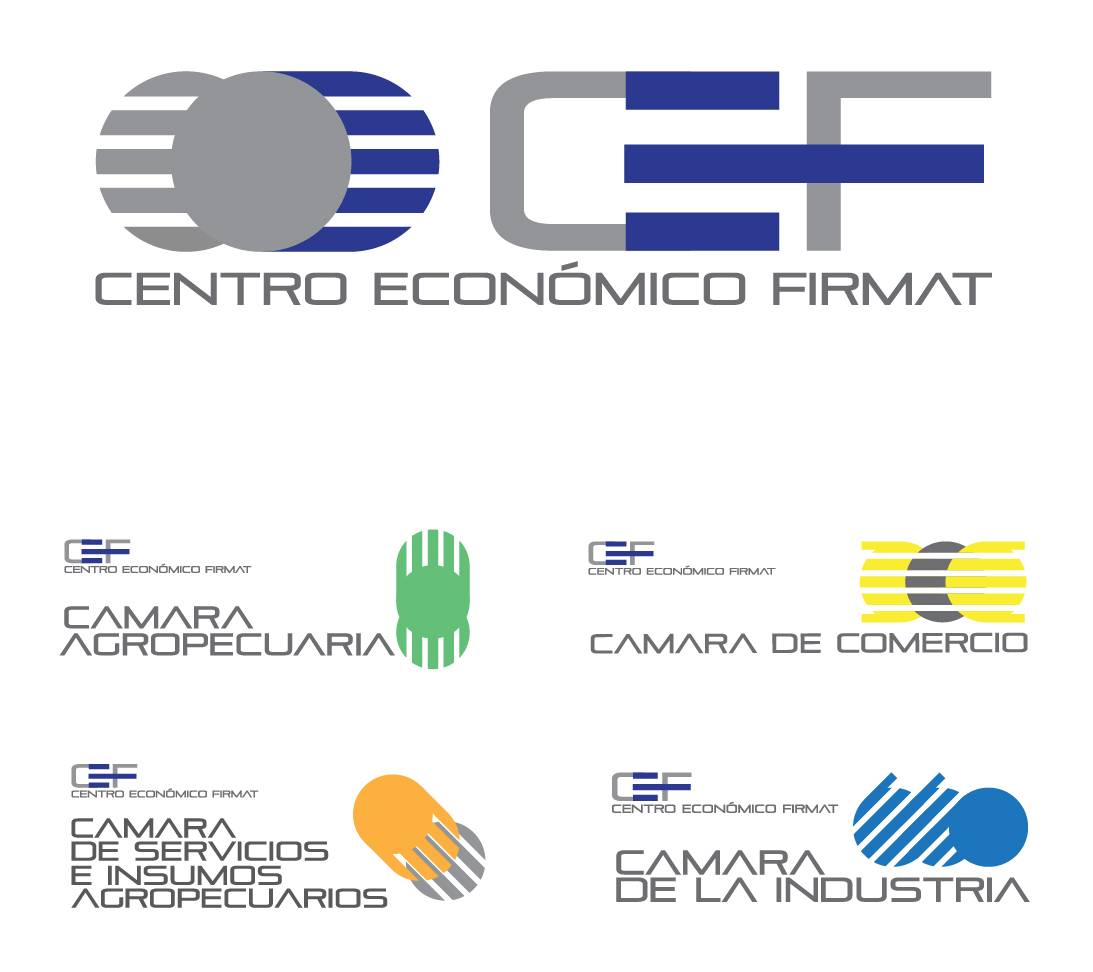 CEF
CENTRO ECONÓMICO FIRMAT
CEF
CENTRO ECONÓMICO FIRMAT
CAMARA
AGROPECUARIA
CEF
CENTRO ECONÓMICO FIRMAT
CAMARA DE COMERCIO
CEF
CENTRO ECONÓMICO FIRMAT
CAMARA
DE SERVICIOS
E INSUMOS
AGROPECUARIOS
CEF
CENTRO ECONÓMICO FIRMAT
CAMARA
DE LA INDUSTRIA